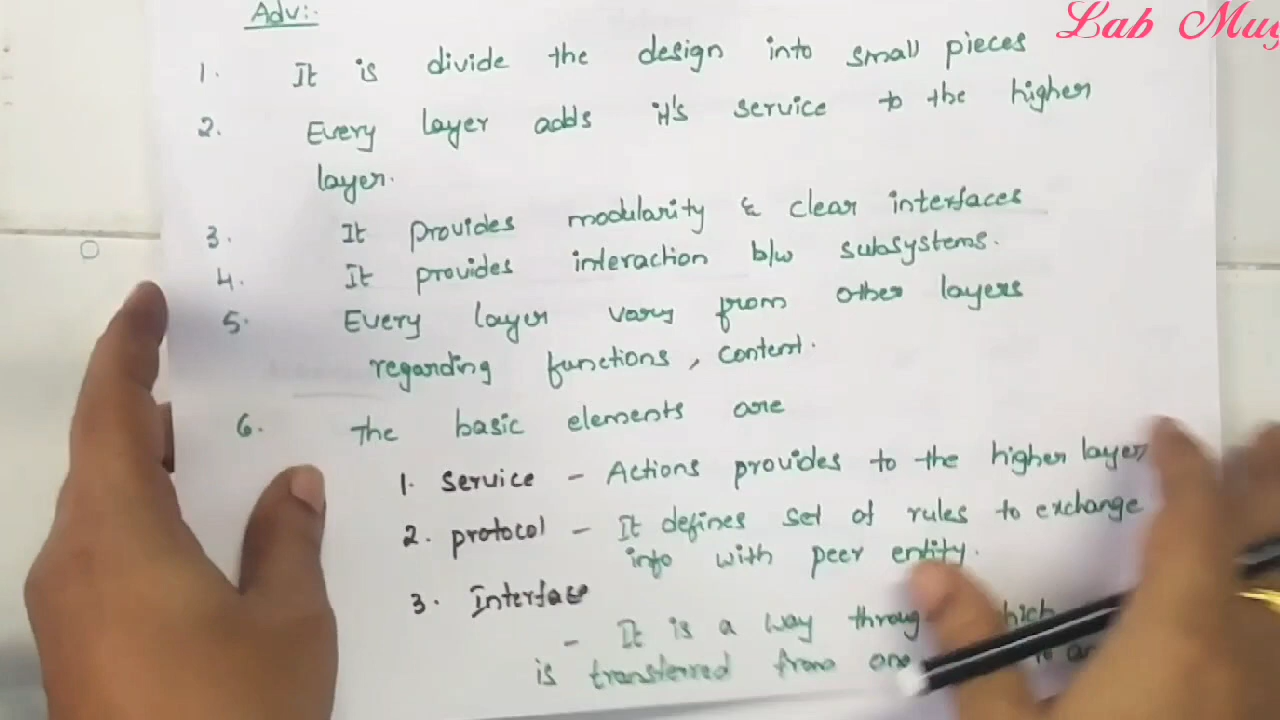 Lab Mug
Adv:-
1. It is divide the design into small pieces
2. Every layer adds it's service to the higher
layer.
3. It provides modularity & clear interfaces
4. It provides interaction b/w subsystems.
5. Every layer vary from other layers
regarding functions, content.
6. The basic elements are
1. Service - Actions provides to the higher layer
2. protocol - It defines set of rules to exchange
info with peer entity.
3. Interface
- It is a way
is transferred from one